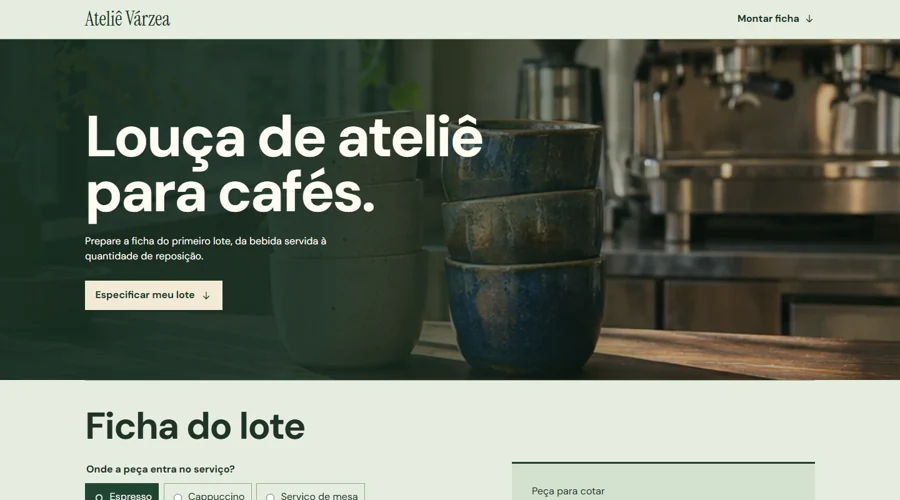 Ateliê Várzea
Montar ficha ↓
Louça de ateliê
para cafés.
Prepare a ficha do primeiro lote, da bebida servida à
quantidade de reposição.
Especificar meu lote ↓
Ficha do lote
Onde a peça entra no serviço?
Espresso
Cappuccino
Serviço de mesa
Peça para cotar